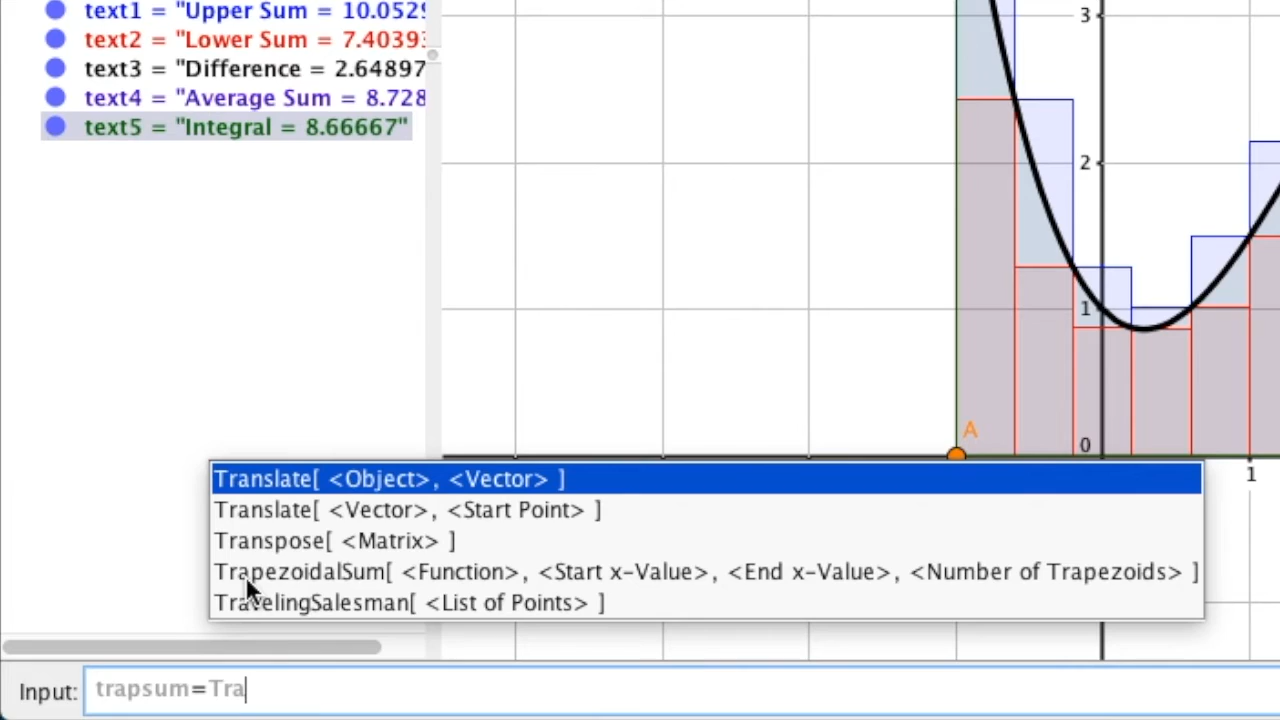 text1 = "Upper Sum = 10.0529
text2 = "Lower Sum = 7.40393
text3 = "Difference = 2.64897
text4 = "Average Sum = 8.728
text5 = "Integral = 8.66667"
3
2
1
0
A
1
Translate[ <Object>, <Vector> ]
Translate[ <Vector>, <Start Point> ]
Transpose[ <Matrix> ]
TrapezoidalSum[ <Function>, <Start x-Value>, <End x-Value>, <Number of Trapezoids> ]
TravelingSalesman[ <List of Points> ]
Input: trapsum=Tra